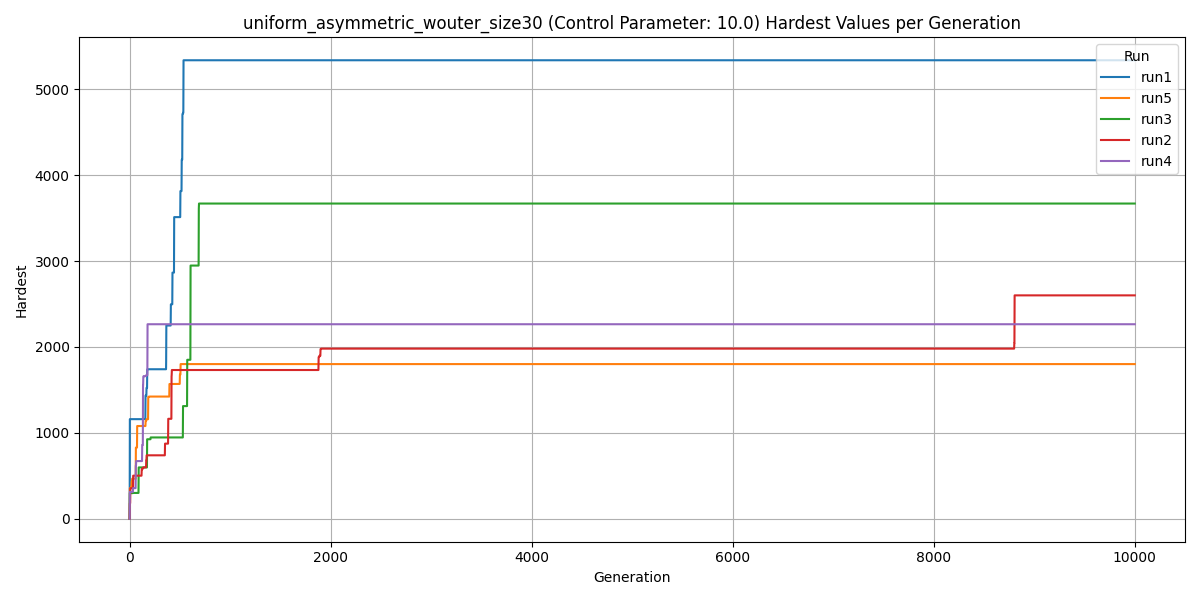 uniform_asymmetric_wouter_size30 (Control Parameter: 10.0) Hardest Values per Generation
Run
run1
run5
run3
run2
run4
Hardest
5000
4000
3000
2000
1000
0
0 2000 4000 6000 8000 10000
Generation